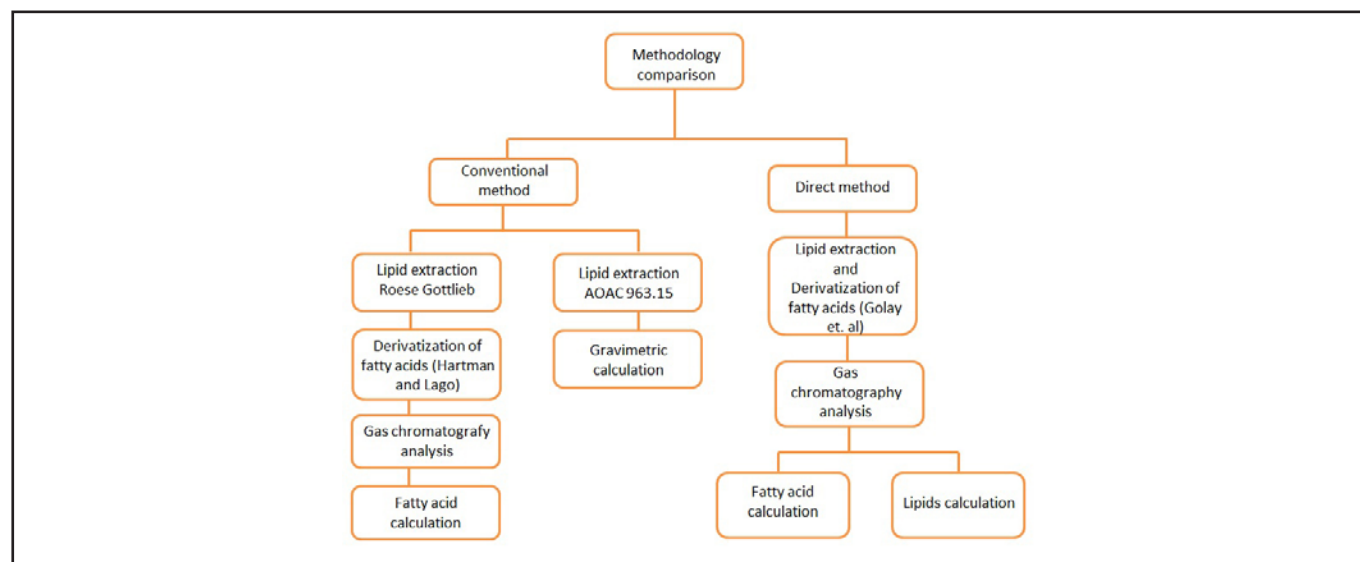 Methodology
comparison
Conventional
method
Direct method
Lipid extraction
Roese Gottlieb
Lipid extraction
AOAC 963.15
Lipid extraction
and
Derivatization of
fatty acids (Golay
et. al)
Derivatization of
fatty acids (Hartman
and Lago)
Gravimetric
calculation
Gas
chromatography
analysis
Gas chromatografy
analysis
Fatty acid
calculation
Fatty acid
calculation
Lipids calculation